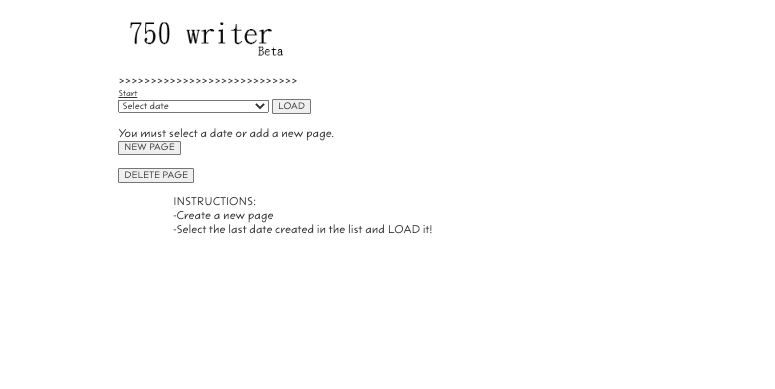 750 writer
Beta
>>>>>>>>>>>>>>>>>>>>>>>>>>>>
Start
Select date LOAD
You must select a date or add a new page.
NEW PAGE
DELETE PAGE
INSTRUCTIONS:
-Create a new page
-Select the last date created in the list and LOAD it!